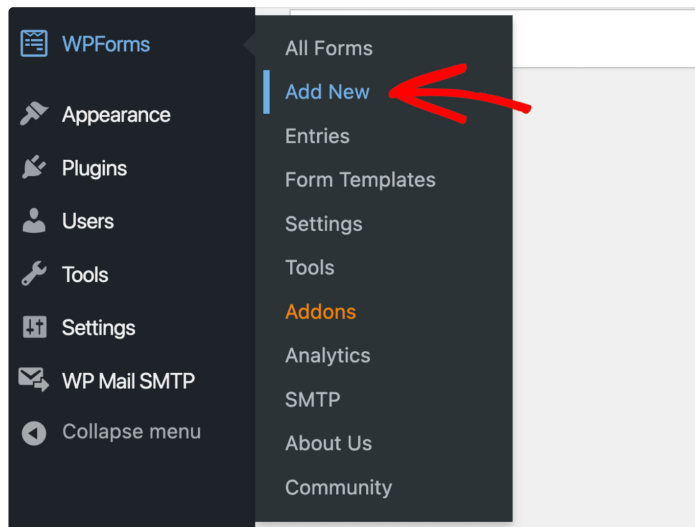 WPForms
Appearance
Plugins
Users
Tools
Settings
WP Mail SMTP
Collapse menu
All Forms
Add New
Entries
Form Templates
Settings
Tools
Addons
Analytics
SMTP
About Us
Community